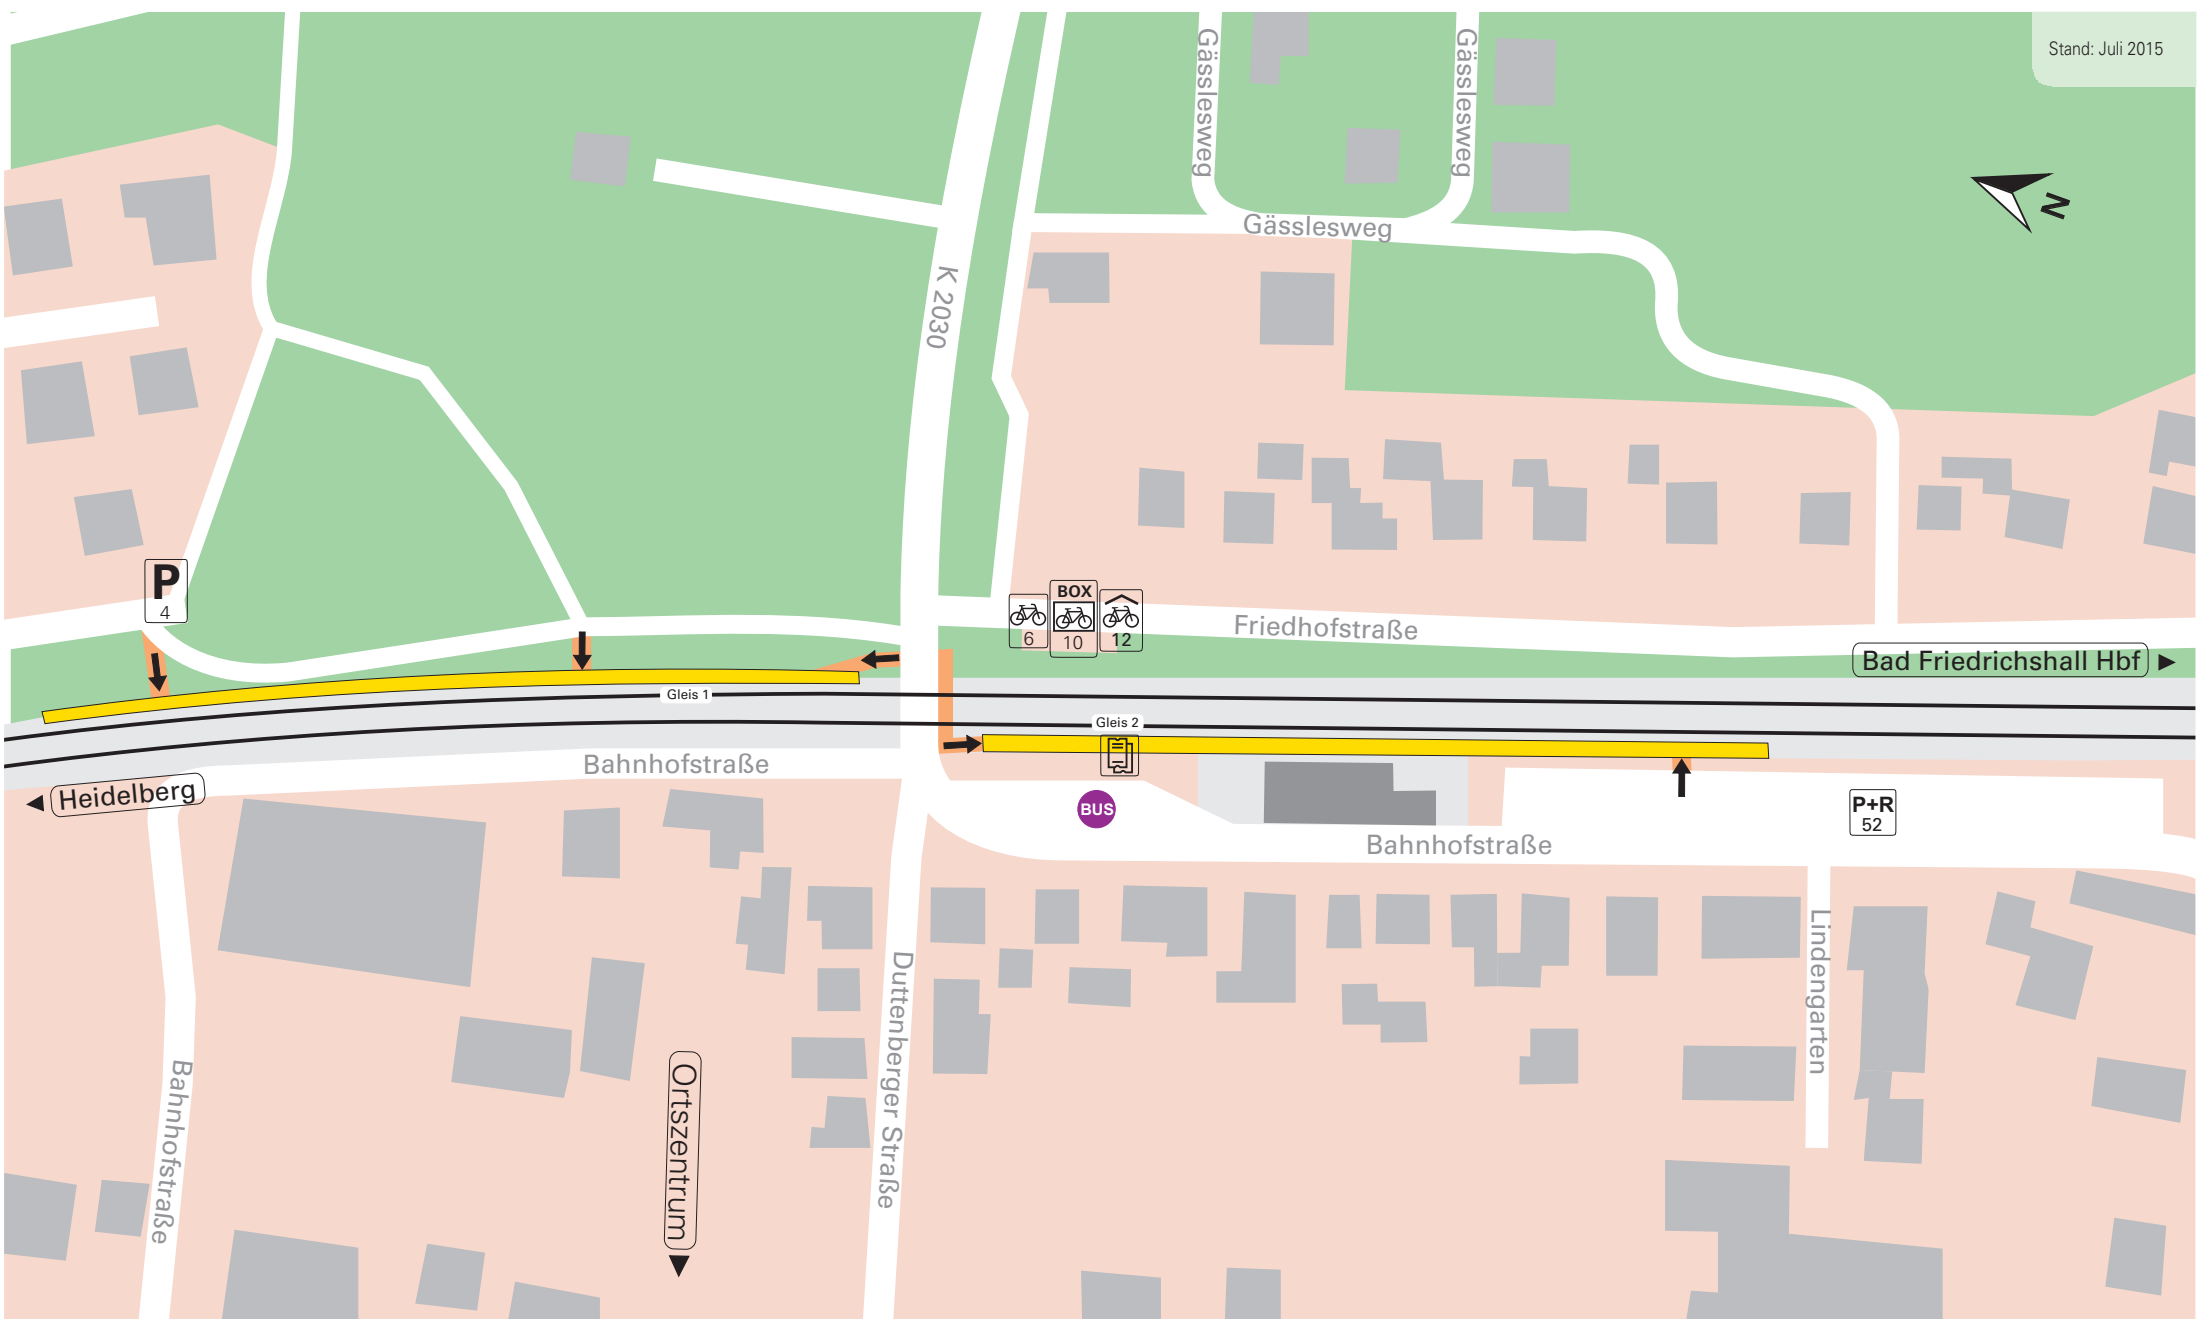 Stand: Juli 2015
Gässlesweg
Gässlesweg
Gässlesweg
N
K 2030
P
4
6
BOX
10
12
Friedhofstraße
Bad Friedrichshall Hbf
Gleis 1
Gleis 2
Bahnhofstraße
Heidelberg
BUS
P+R
52
Bahnhofstraße
Lindengarten
Duttenberger Straße
Ortszentrum
Bahnhofstraße